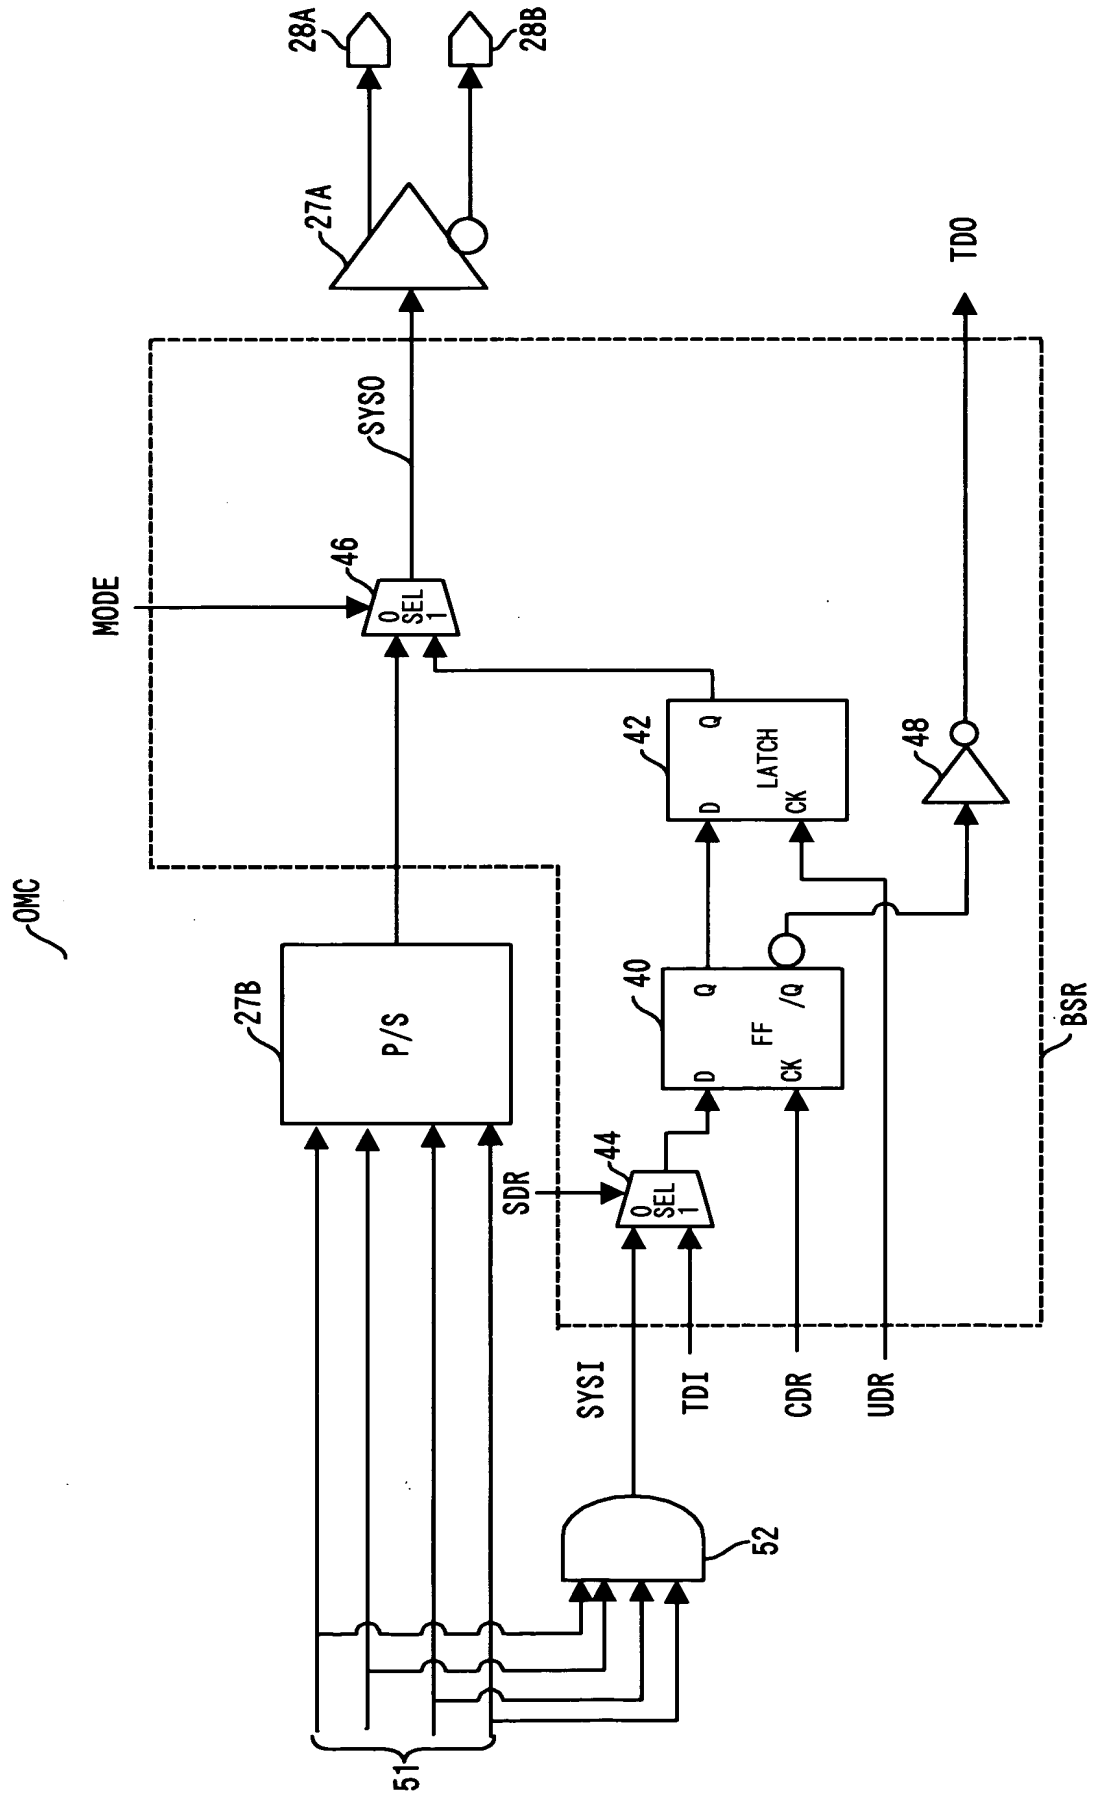 OMC
51
27B
P/S
52
SYSI
TDI
CDR
UDR
SDR
44
0
SEL
1
40
D
Q
FF
CK
/Q
42
D
Q
LATCH
CK
48
MODE
46
0
SEL
1
SYSO
27A
28A
28B
TDO
BSR